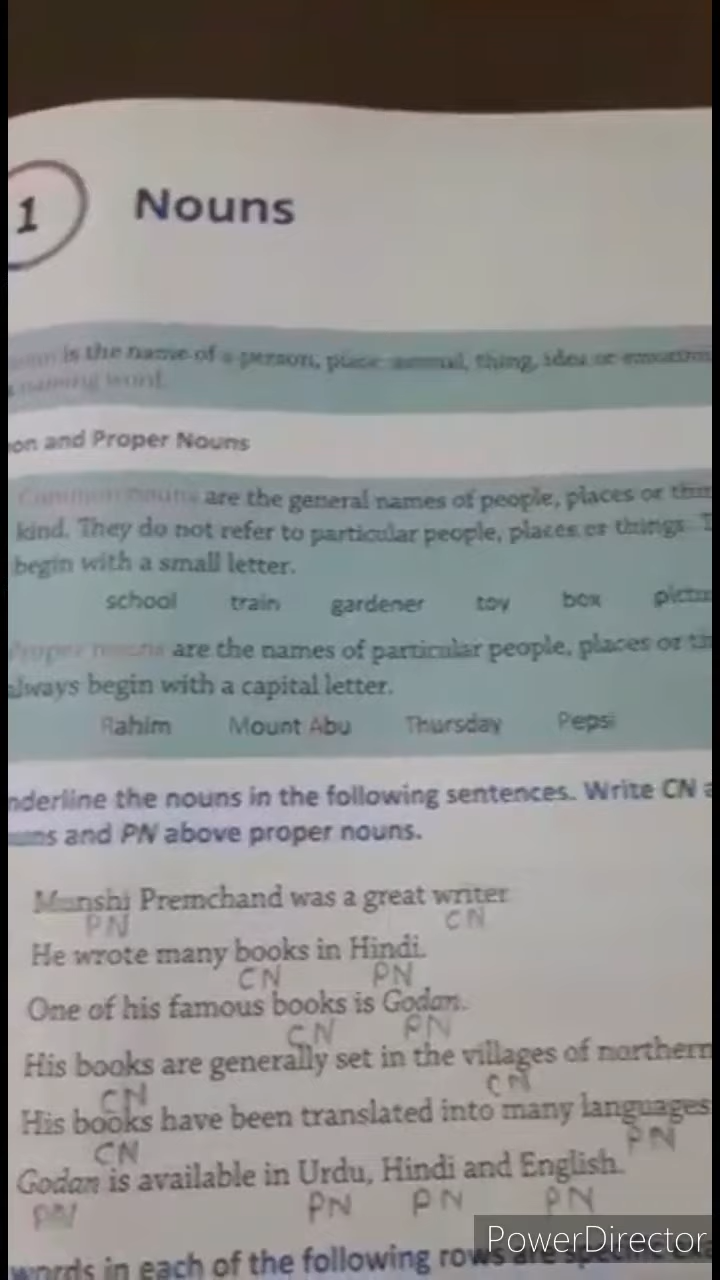 1 Nouns
is the name of a person, place animal, thing, idea or
naming word.
on and Proper Nouns
Common nouns are the general names of people, places or
kind. They do not refer to particular people, places or things.
begin with a small letter.
school train gardener toy box
Proper nouns are the names of particular people, places or
always begin with a capital letter.
Rahim Mount Abu Thursday Pepsi
nderline the nouns in the following sentences. Write CN
and PN above proper nouns.
Munshi Premchand was a great writer
PN CN
He wrote many books in Hindi.
CN PN
One of his famous books is Godan.
CN PN
His books are generally set in the villages of northern
CN CN
His books have been translated into many languages
CN PN
Godan is available in Urdu, Hindi and English.
PN PN PN PN
words in each of the following rows are
PowerDirector